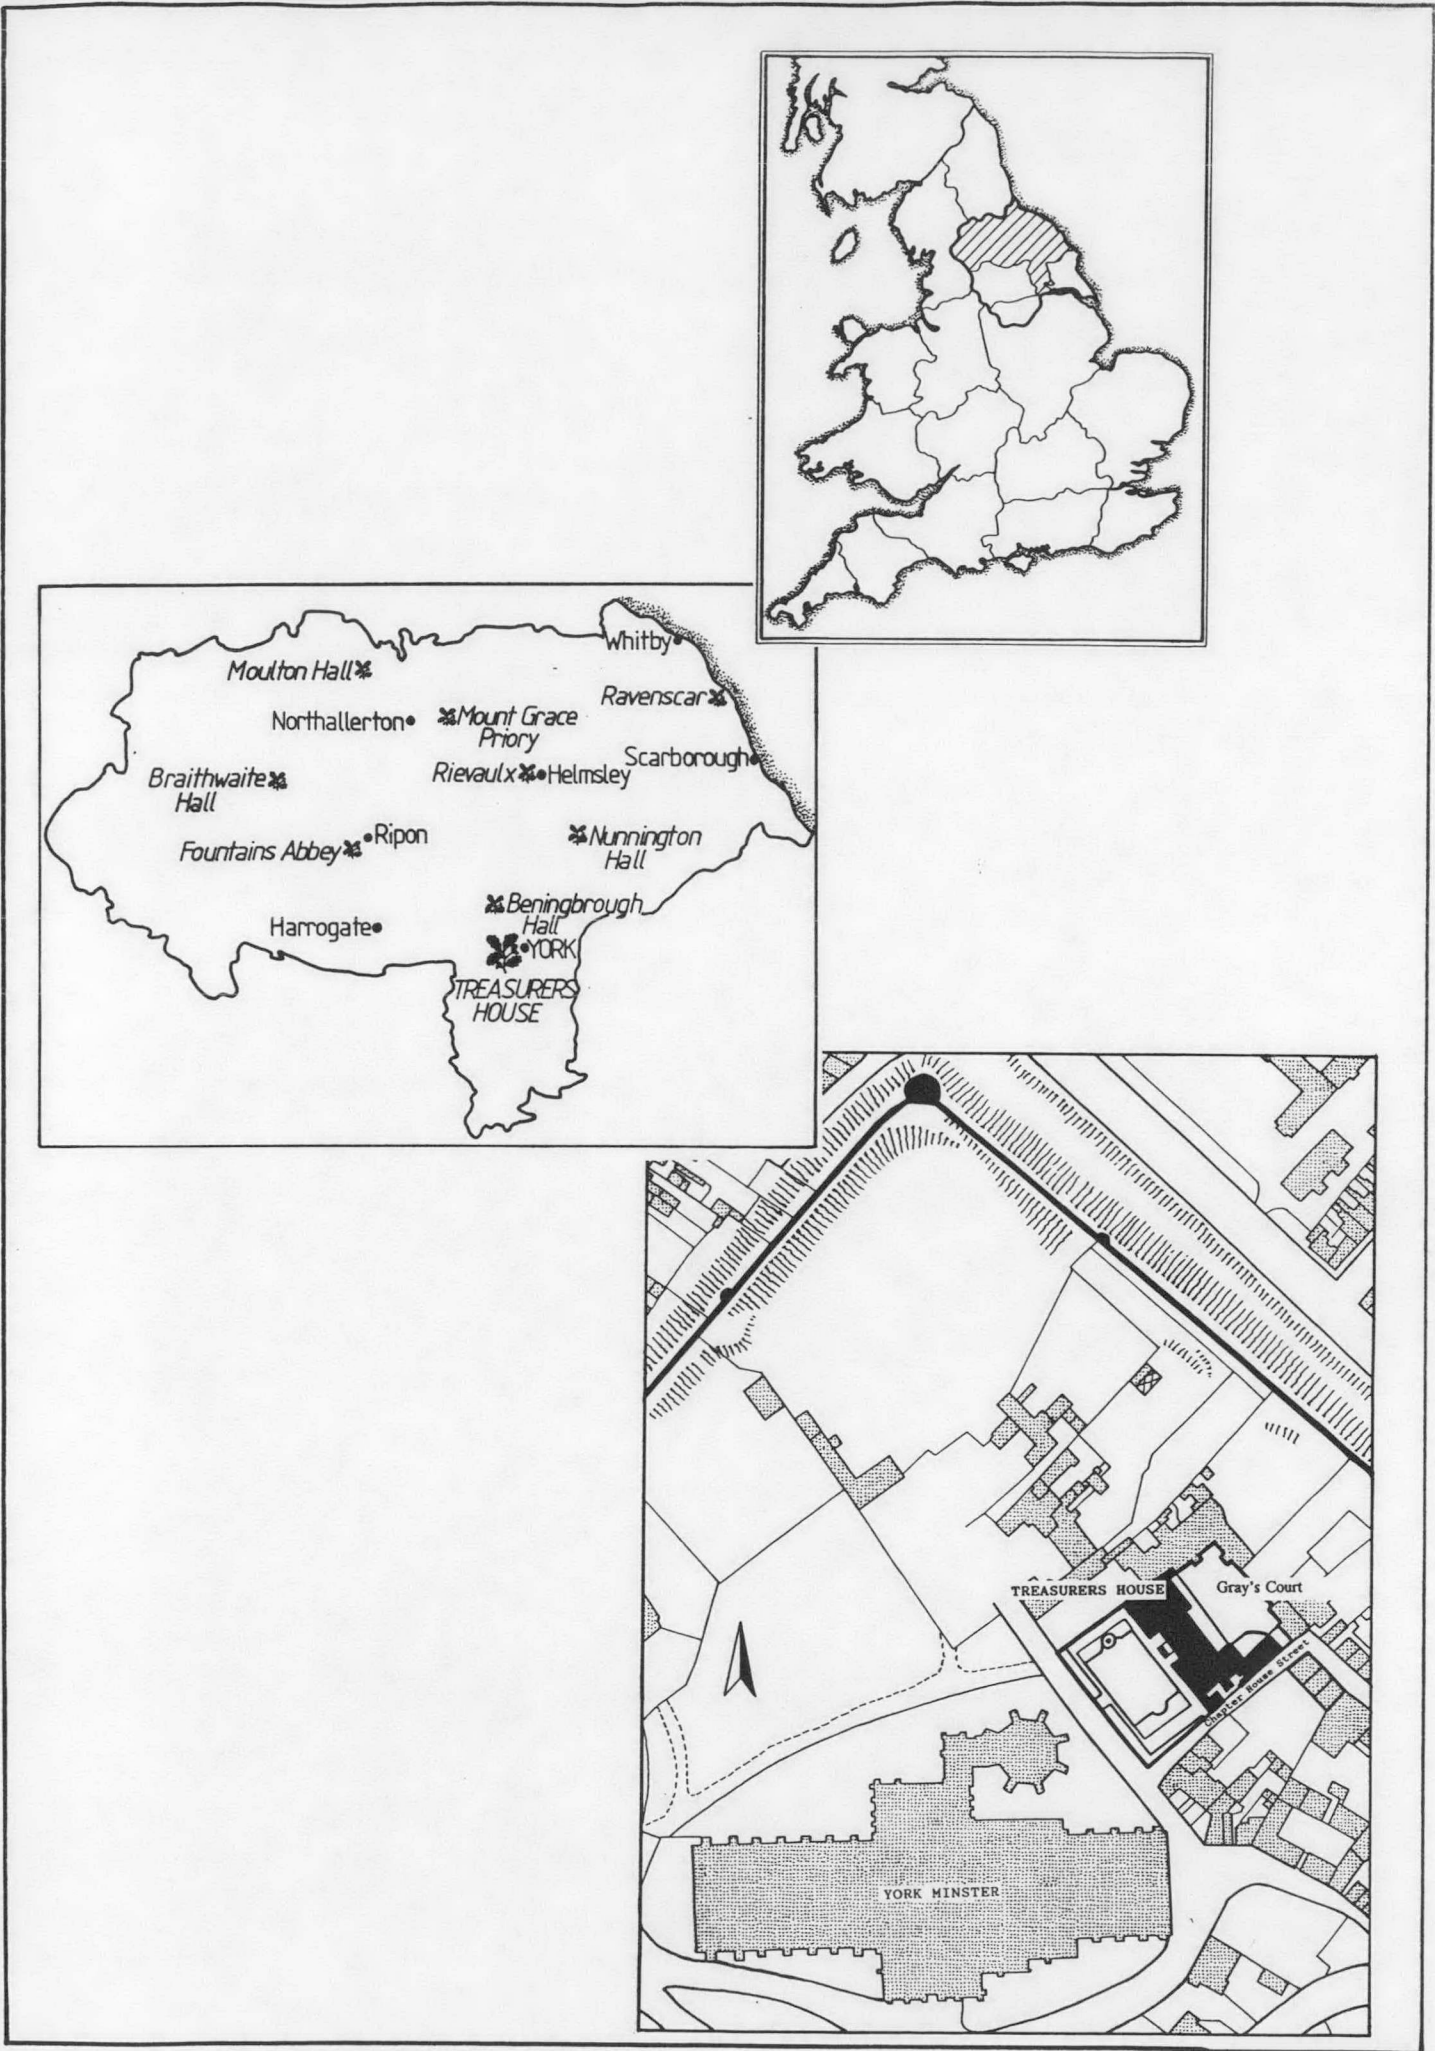 Whitby
Moulton Hall
Ravenscar
Northallerton
Mount Grace
Priory
Scarborough
Rievaulx
Helmsley
Braithwaite
Hall
Ripon
Fountains Abbey
Nunnington
Hall
Beningbrough
Hall
Harrogate
YORK
TREASURERS
HOUSE
TREASURERS HOUSE
Gray's Court
Chapter House Street
YORK MINSTER